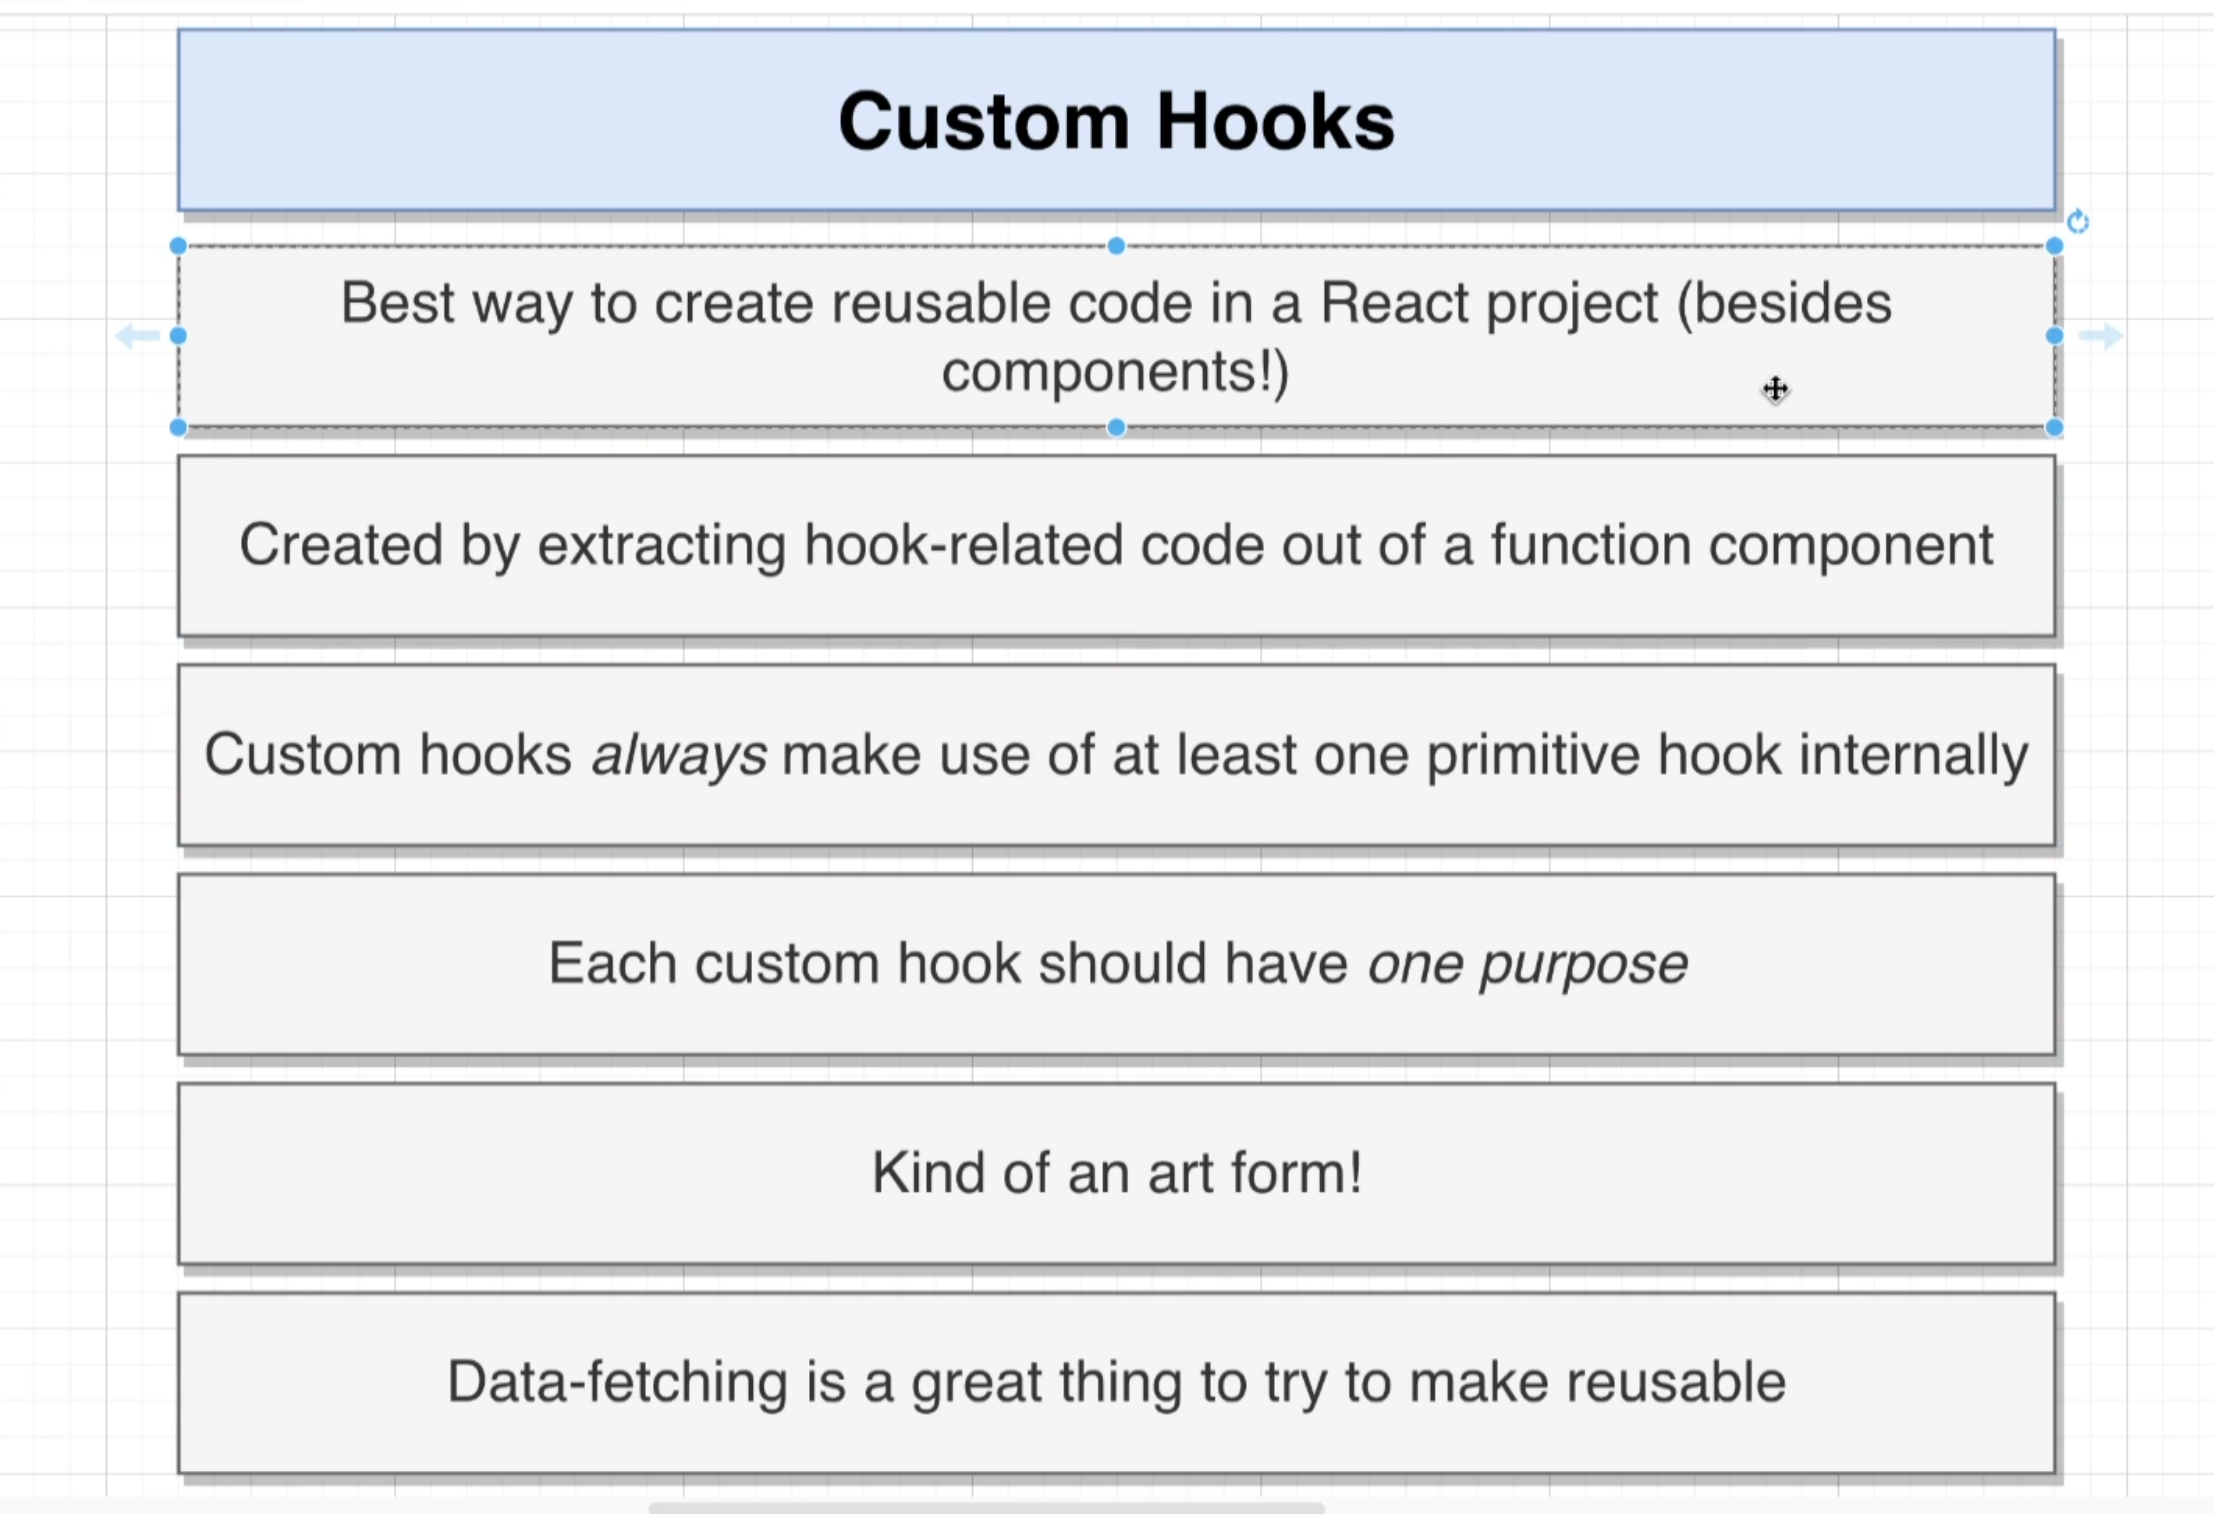 Custom Hooks
Best way to create reusable code in a React project (besides
components!)
Created by extracting hook-related code out of a function component
Custom hooks always make use of at least one primitive hook internally
Each custom hook should have one purpose
Kind of an art form!
Data-fetching is a great thing to try to make reusable